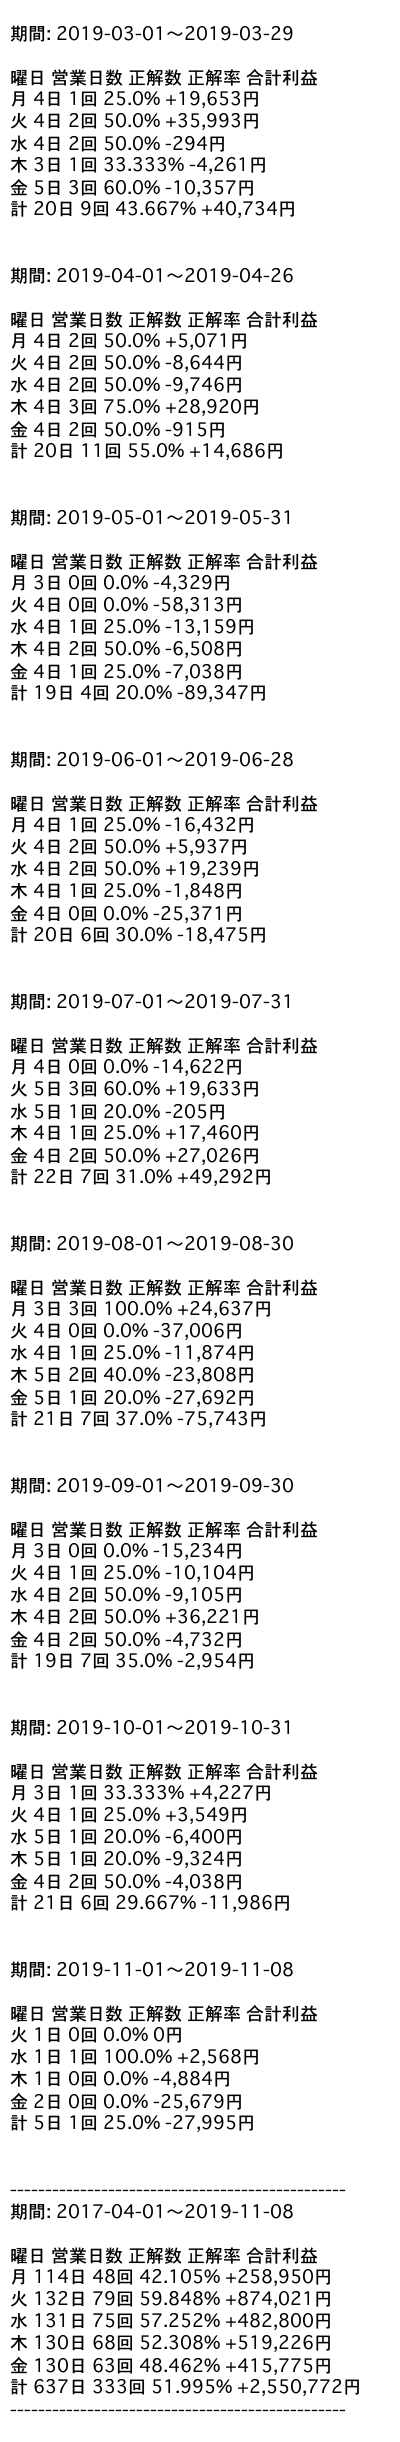 期間: 2019-03-01〜2019-03-29
曜日 営業日数 正解数 正解率 合計利益
月 4日 1回 25.0% +19,653円
火 4日 2回 50.0% +35,993円
水 4日 2回 50.0% -294円
木 3日 1回 33.333% -4,261円
金 5日 3回 60.0% -10,357円
計 20日 9回 43.667% +40,734円
期間: 2019-04-01〜2019-04-26
曜日 営業日数 正解数 正解率 合計利益
月 4日 2回 50.0% +5,071円
火 4日 2回 50.0% -8,644円
水 4日 2回 50.0% -9,746円
木 4日 3回 75.0% +28,920円
金 4日 2回 50.0% -915円
計 20日 11回 55.0% +14,686円
期間: 2019-05-01〜2019-05-31
曜日 営業日数 正解数 正解率 合計利益
月 3日 0回 0.0% -4,329円
火 4日 0回 0.0% -58,313円
水 4日 1回 25.0% -13,159円
木 4日 2回 50.0% -6,508円
金 4日 1回 25.0% -7,038円
計 19日 4回 20.0% -89,347円
期間: 2019-06-01〜2019-06-28
曜日 営業日数 正解数 正解率 合計利益
月 4日 1回 25.0% -16,432円
火 4日 2回 50.0% +5,937円
水 4日 2回 50.0% +19,239円
木 4日 1回 25.0% -1,848円
金 4日 0回 0.0% -25,371円
計 20日 6回 30.0% -18,475円
期間: 2019-07-01〜2019-07-31
曜日 営業日数 正解数 正解率 合計利益
月 4日 0回 0.0% -14,622円
火 5日 3回 60.0% +19,633円
水 5日 1回 20.0% -205円
木 4日 1回 25.0% +17,460円
金 4日 2回 50.0% +27,026円
計 22日 7回 31.0% +49,292円
期間: 2019-08-01〜2019-08-30
曜日 営業日数 正解数 正解率 合計利益
月 3日 3回 100.0% +24,637円
火 4日 0回 0.0% -37,006円
水 4日 1回 25.0% -11,874円
木 5日 2回 40.0% -23,808円
金 5日 1回 20.0% -27,692円
計 21日 7回 37.0% -75,743円
期間: 2019-09-01〜2019-09-30
曜日 営業日数 正解数 正解率 合計利益
月 3日 0回 0.0% -15,234円
火 4日 1回 25.0% -10,104円
水 4日 2回 50.0% -9,105円
木 4日 2回 50.0% +36,221円
金 4日 2回 50.0% -4,732円
計 19日 7回 35.0% -2,954円
期間: 2019-10-01〜2019-10-31
曜日 営業日数 正解数 正解率 合計利益
月 3日 1回 33.333% +4,227円
火 4日 1回 25.0% +3,549円
水 5日 1回 20.0% -6,400円
木 5日 1回 20.0% -9,324円
金 4日 2回 50.0% -4,038円
計 21日 6回 29.667% -11,986円
期間: 2019-11-01〜2019-11-08
曜日 営業日数 正解数 正解率 合計利益
火 1日 0回 0.0% 0円
水 1日 1回 100.0% +2,568円
木 1日 0回 0.0% -4,884円
金 2日 0回 0.0% -25,679円
計 5日 1回 25.0% -27,995円
------------------------------------------------
期間: 2017-04-01〜2019-11-08
曜日 営業日数 正解数 正解率 合計利益
月 114日 48回 42.105% +258,950円
火 132日 79回 59.848% +874,021円
水 131日 75回 57.252% +482,800円
木 130日 68回 52.308% +519,226円
金 130日 63回 48.462% +415,775円
計 637日 333回 51.995% +2,550,772円
------------------------------------------------